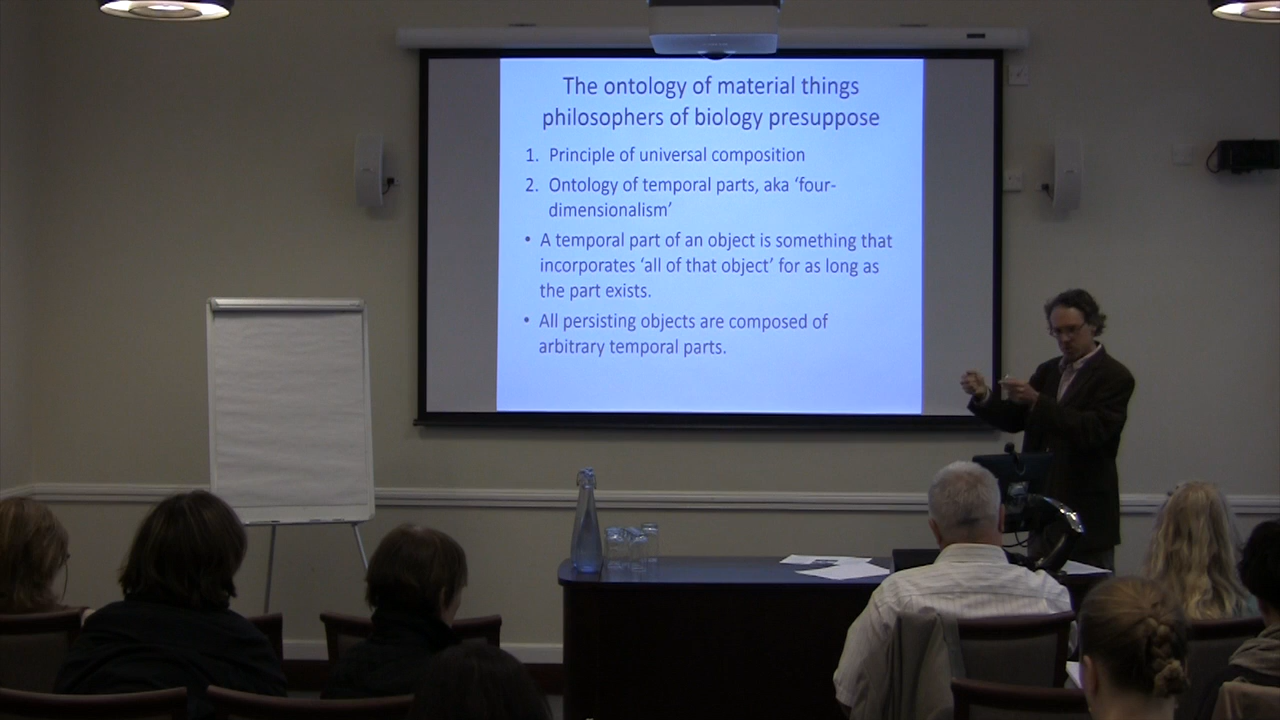 The ontology of material things
philosophers of biology presuppose
1. Principle of universal composition
2. Ontology of temporal parts, aka ‘four-
dimensionalism’
• A temporal part of an object is something that
incorporates ‘all of that object’ for as long as
the part exists.
• All persisting objects are composed of
arbitrary temporal parts.